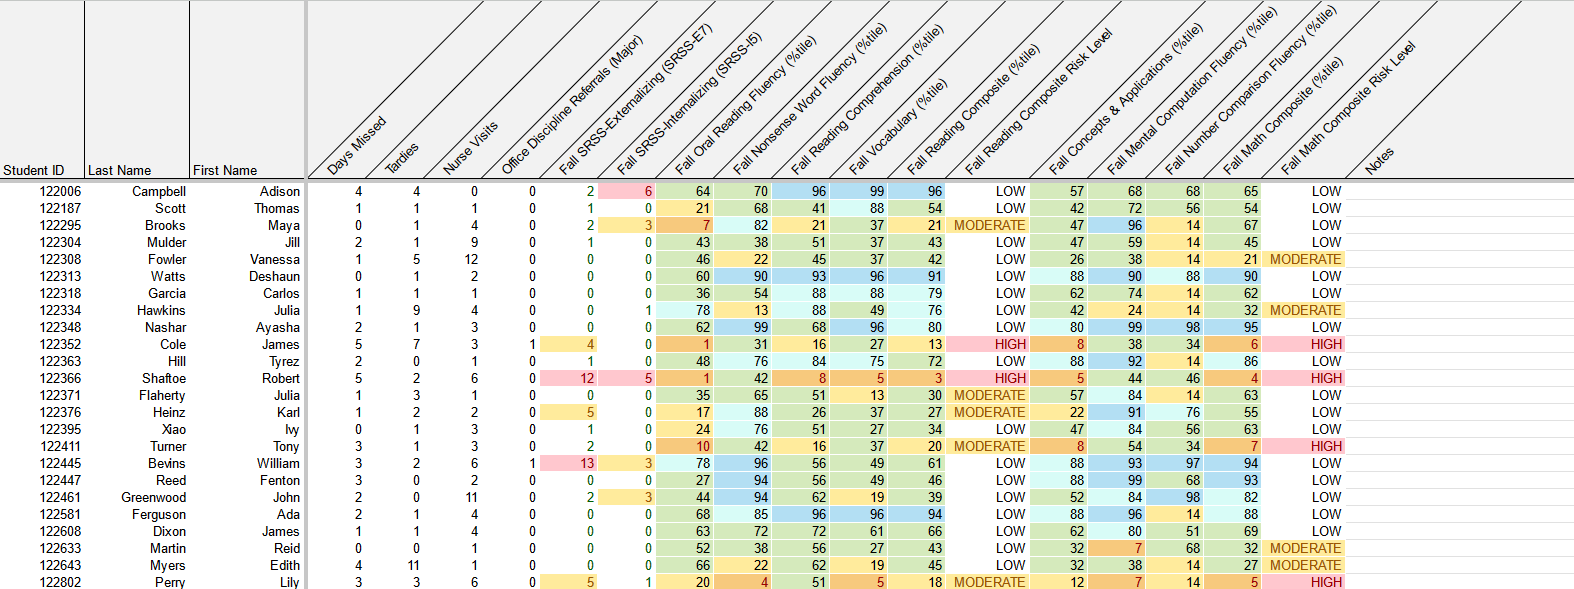 Student ID Last Name First Name Days Missed Tardies Nurse Visits Office Discipline Referrals (Major) Fall SRSS-Externalizing (SRSS-E7) Fall SRSS-Internalizing (SRSS-I5) Fall Oral Reading Fluency (%tile) Fall Nonsense Word Fluency (%tile) Fall Reading Comprehension (%tile) Fall Vocabulary (%tile) Fall Reading Composite (%tile) Fall Reading Composite Risk Level Fall Concepts & Applications (%tile) Fall Mental Computation Fluency (%tile) Fall Number Comparison Fluency (%tile) Fall Math Composite (%tile) Fall Math Composite Risk Level Notes
122006 Campbell Adison 4 4 0 0 2 6 64 70 96 99 96 LOW 57 68 68 65 LOW
122187 Scott Thomas 1 1 1 0 1 0 21 68 41 88 54 LOW 42 72 56 54 LOW
122295 Brooks Maya 0 1 4 0 2 3 7 82 21 37 21 MODERATE 47 96 14 67 LOW
122304 Mulder Jill 2 1 9 0 1 0 43 38 51 37 43 LOW 47 59 14 45 LOW
122308 Fowler Vanessa 1 5 12 0 0 0 46 22 45 37 42 LOW 26 38 14 21 MODERATE
122313 Watts Deshaun 0 1 2 0 0 0 60 90 93 96 91 LOW 88 90 88 90 LOW
122318 Garcia Carlos 1 1 1 0 0 0 36 54 88 88 79 LOW 62 74 14 62 LOW
122334 Hawkins Julia 1 9 4 0 0 1 78 13 88 49 76 LOW 42 24 14 32 MODERATE
122348 Nashar Ayasha 2 1 3 0 0 0 62 99 68 96 80 LOW 80 99 98 95 LOW
122352 Cole James 5 7 3 1 4 0 1 31 16 27 13 HIGH 8 38 34 6 HIGH
122363 Hill Tyrez 2 0 1 0 1 0 48 76 84 75 72 LOW 88 92 14 86 LOW
122366 Shaftoe Robert 5 2 6 0 12 5 1 42 8 5 3 HIGH 5 44 46 4 HIGH
122371 Flaherty Julia 1 3 1 0 0 0 35 65 51 13 30 MODERATE 57 84 14 63 LOW
122376 Heinz Karl 1 2 2 0 5 0 17 88 26 37 27 MODERATE 22 91 76 55 LOW
122395 Xiao Ivy 0 1 3 0 1 0 24 76 51 27 34 LOW 47 84 56 63 LOW
122411 Turner Tony 3 1 3 0 2 0 10 42 16 37 20 MODERATE 8 54 34 7 HIGH
122445 Bevins William 3 2 6 1 13 3 78 96 56 49 61 LOW 88 93 97 94 LOW
122447 Reed Fenton 3 0 2 0 0 0 27 94 56 49 46 LOW 88 99 68 93 LOW
122461 Greenwood John 2 0 11 0 2 3 44 94 62 19 39 LOW 52 84 98 82 LOW
122581 Ferguson Ada 2 1 4 0 0 0 68 85 96 96 94 LOW 88 96 14 88 LOW
122608 Dixon James 1 1 4 0 0 0 63 72 72 61 66 LOW 62 80 51 69 LOW
122633 Martin Reid 0 0 1 0 0 0 52 38 56 27 43 LOW 32 7 68 32 MODERATE
122643 Myers Edith 4 11 1 0 0 0 66 22 62 19 45 LOW 32 38 14 27 MODERATE
122802 Perry Lily 3 3 6 0 5 1 20 4 51 5 18 MODERATE 12 7 14 5 HIGH